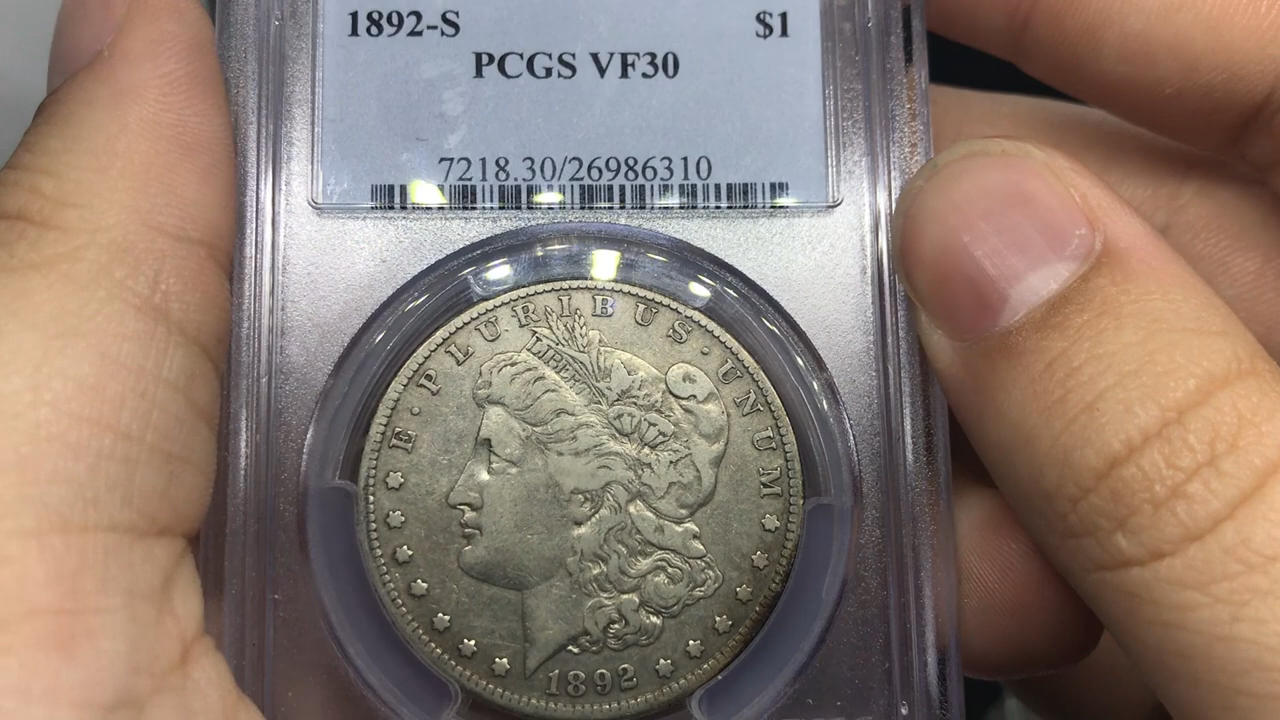 1892-S $1
PCGS VF30
7218.30/26986310
E·PLURIBUS·UNUM
LIBERTY
1892